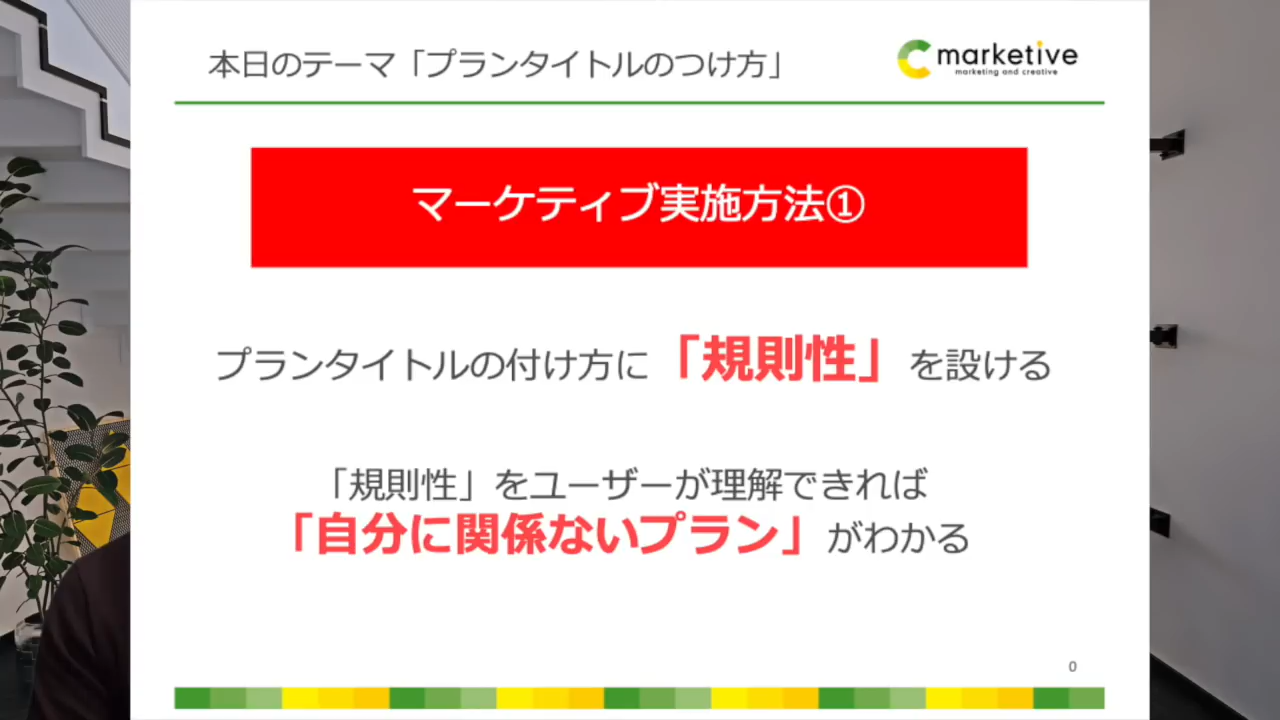 本日のテーマ「プランタイトルのつけ方」
marketive
marketing and creative
マーケティブ実施方法①
プランタイトルの付け方に「規則性」を設ける
「規則性」をユーザーが理解できれば
「自分に関係ないプラン」がわかる
0